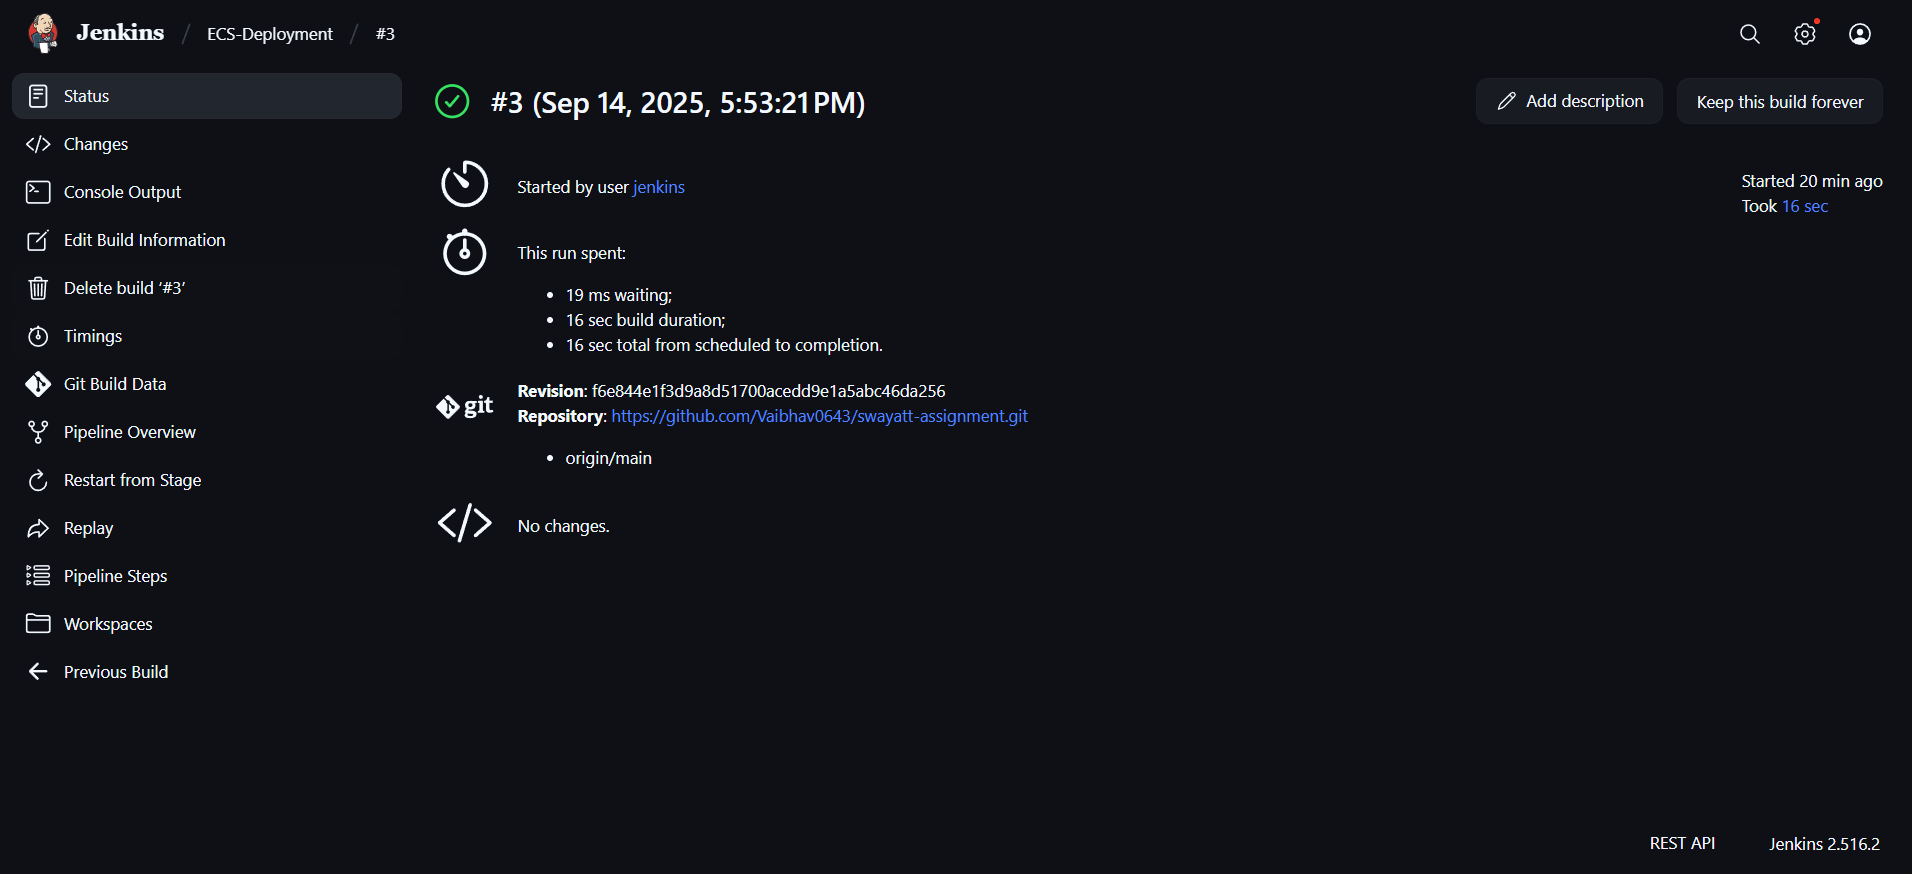 Jenkins / ECS-Deployment / #3
Status
Changes
Console Output
Edit Build Information
Delete build ‘#3’
Timings
Git Build Data
Pipeline Overview
Restart from Stage
Replay
Pipeline Steps
Workspaces
Previous Build
#3 (Sep 14, 2025, 5:53:21 PM)
Add description
Keep this build forever
Started by user jenkins
Started 20 min ago
Took 16 sec
This run spent:
• 19 ms waiting;
• 16 sec build duration;
• 16 sec total from scheduled to completion.
git
Revision: f6e844e1f3d9a8d51700acedd9e1a5abc46da256
Repository: https://github.com/Vaibhav0643/swayatt-assignment.git
• origin/main
No changes.
REST API
Jenkins 2.516.2